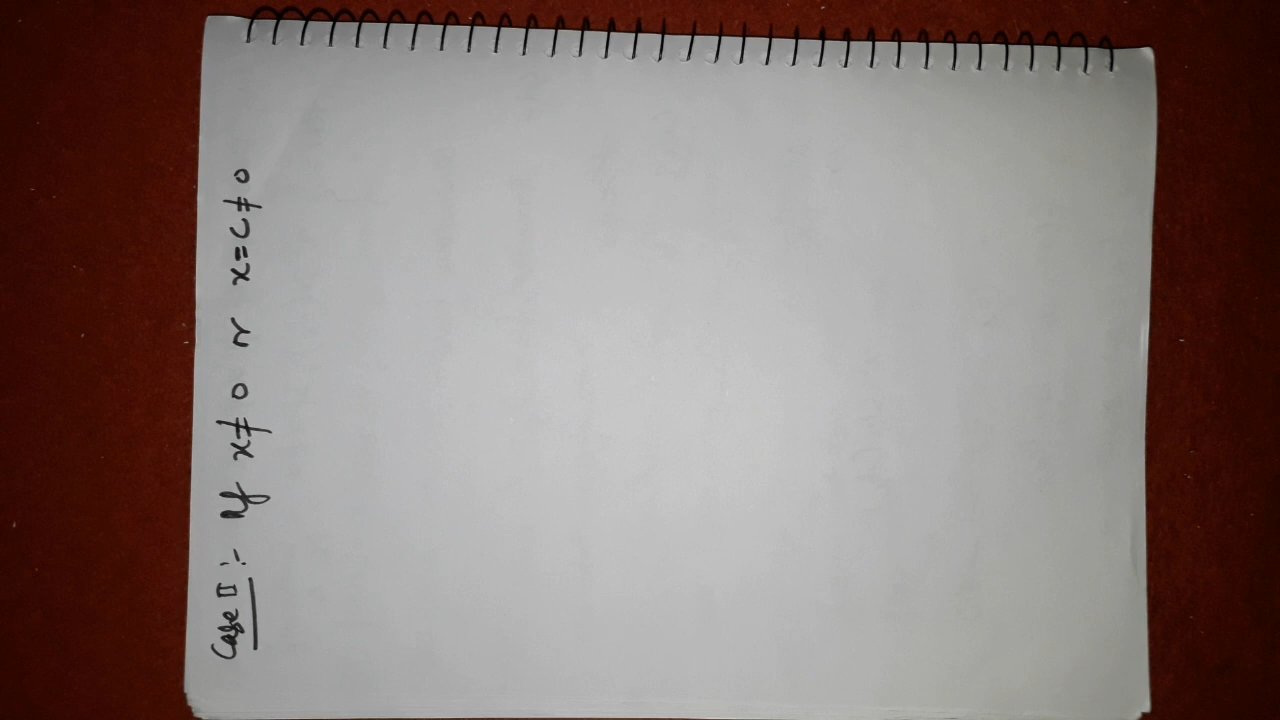 Case II :- If x ≠ 0 or x = c ≠ 0